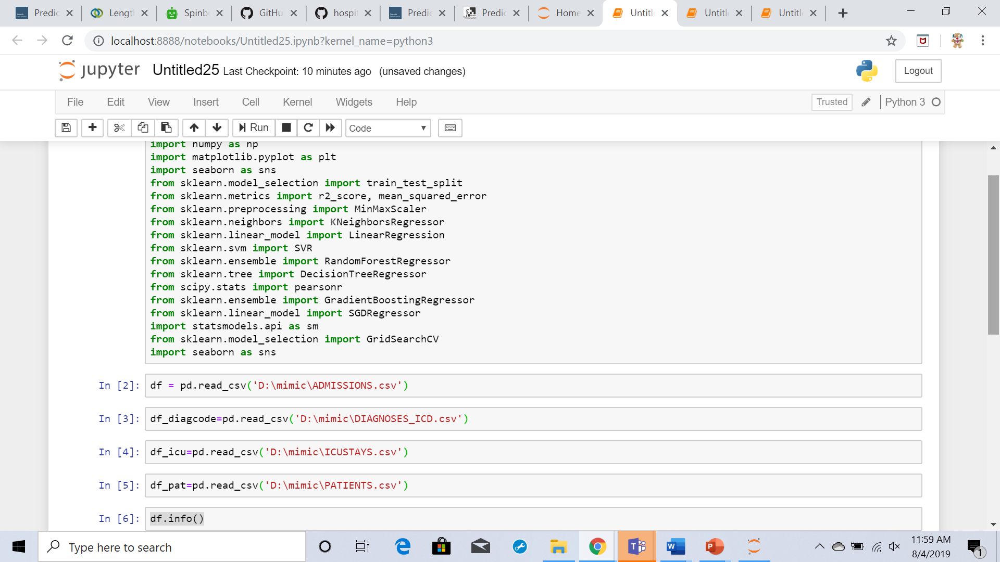 Predic
Length
Spinb
GitHu
hospit
Predic
Predic
Home
Untitle
Untitle
Untitle
localhost:8888/notebooks/Untitled25.ipynb?kernel_name=python3
jupyter Untitled25 Last Checkpoint: 10 minutes ago (unsaved changes)
Logout
File Edit View Insert Cell Kernel Widgets Help
Trusted Python 3
Run Code
import numpy as np
import matplotlib.pyplot as plt
import seaborn as sns
from sklearn.model_selection import train_test_split
from sklearn.metrics import r2_score, mean_squared_error
from sklearn.preprocessing import MinMaxScaler
from sklearn.neighbors import KNeighborsRegressor
from sklearn.linear_model import LinearRegression
from sklearn.svm import SVR
from sklearn.ensemble import RandomForestRegressor
from sklearn.tree import DecisionTreeRegressor
from scipy.stats import pearsonr
from sklearn.ensemble import GradientBoostingRegressor
from sklearn.linear_model import SGDRegressor
import statsmodels.api as sm
from sklearn.model_selection import GridSearchCV
import seaborn as sns
In [2]: df = pd.read_csv('D:\mimic\ADMISSIONS.csv')
In [3]: df_diagcode=pd.read_csv('D:\mimic\DIAGNOSES_ICD.csv')
In [4]: df_icu=pd.read_csv('D:\mimic\ICUSTAYS.csv')
In [5]: df_pat=pd.read_csv('D:\mimic\PATIENTS.csv')
In [6]: df.info()
Type here to search
11:59 AM
8/4/2019
1